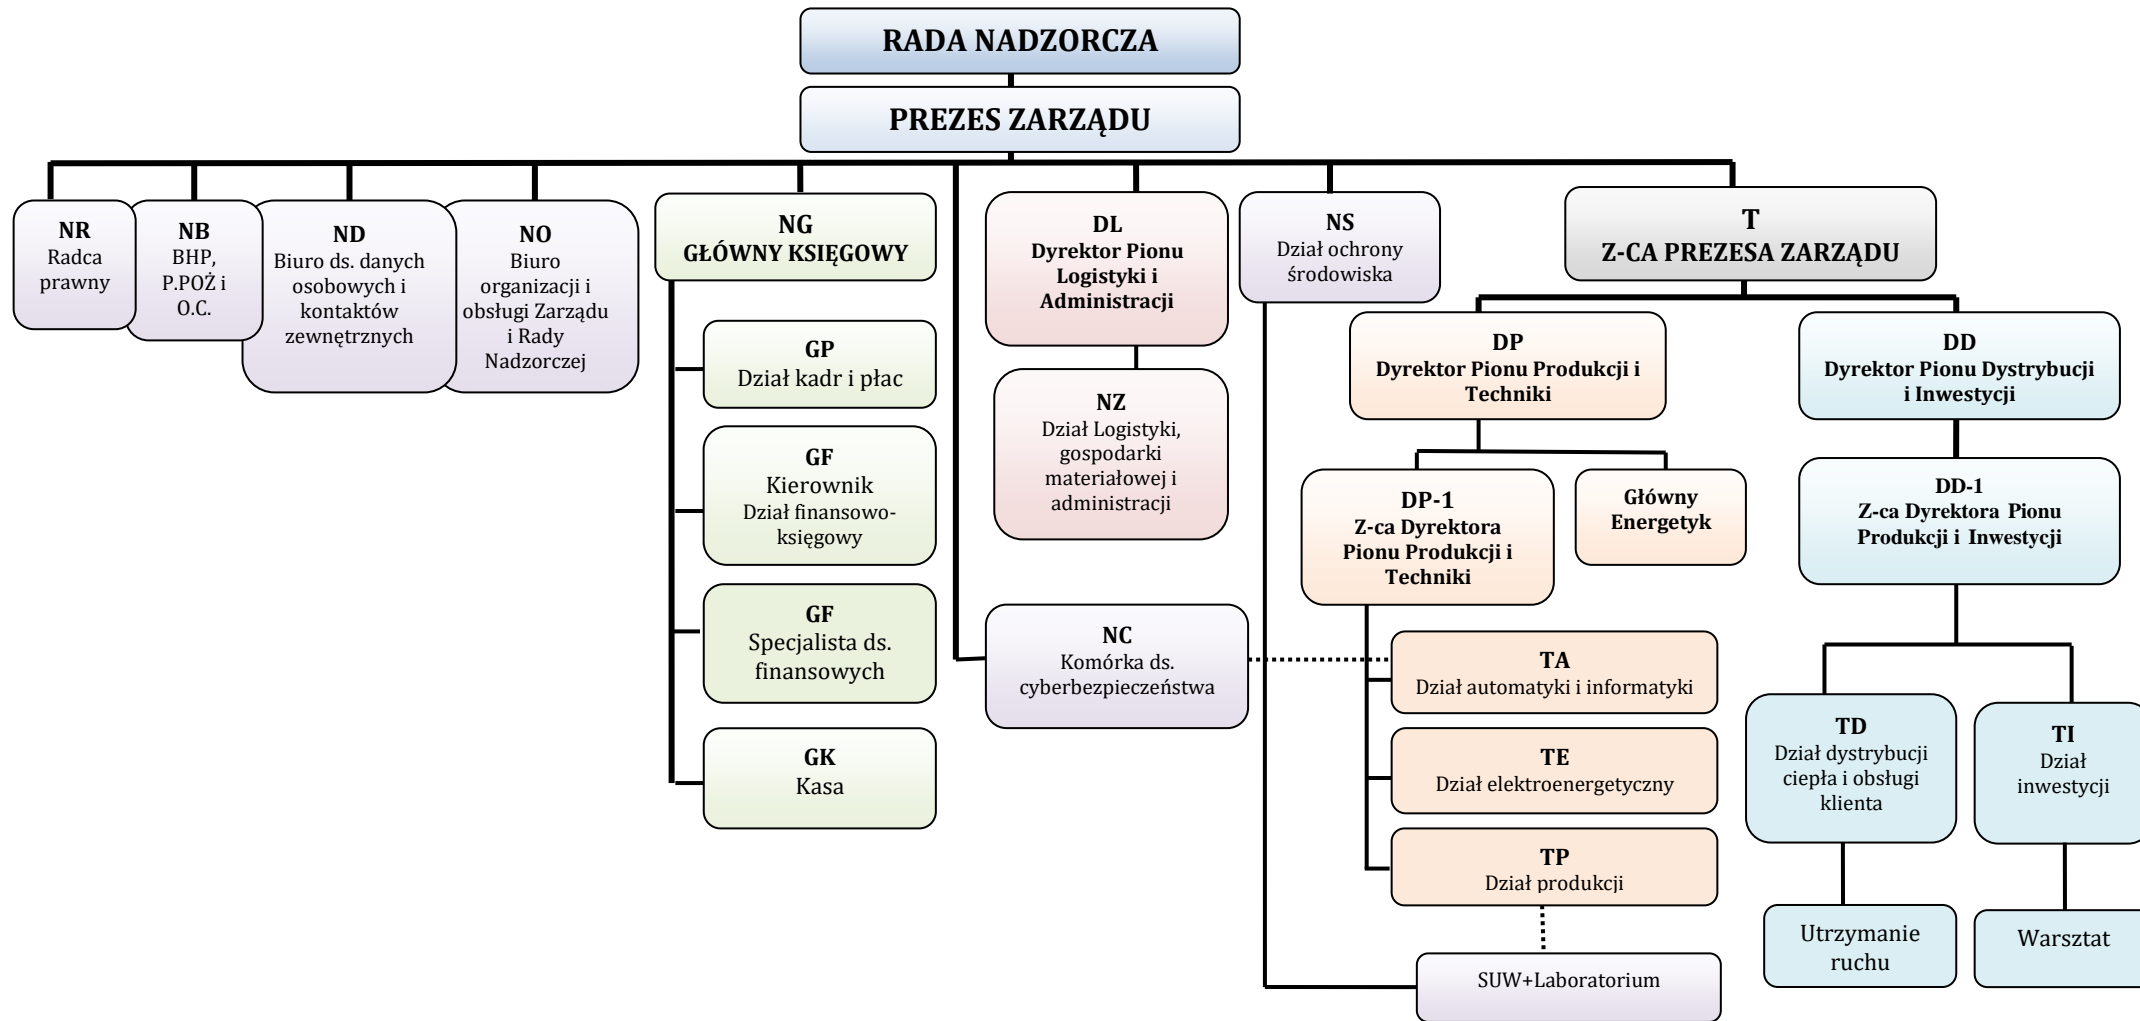 RADA NADZORCZA
PREZES ZARZĄDU
NR
Radca
prawny
NB
BHP,
P.POŻ i
O.C.
ND
Biuro ds. danych
osobowych i
kontaktów
zewnętrznych
NO
Biuro
organizacji i
obsługi Zarządu
i Rady
Nadzorczej
NG
GŁÓWNY KSIĘGOWY
GP
Dział kadr i płac
GF
Kierownik
Dział finansowo-
księgowy
GF
Specjalista ds.
finansowych
GK
Kasa
DL
Dyrektor Pionu
Logistyki i
Administracji
NZ
Dział Logistyki,
gospodarki
materiałowej i
administracji
NC
Komórka ds.
cyberbezpieczeństwa
NS
Dział ochrony
środowiska
T
Z-CA PREZESA ZARZĄDU
DP
Dyrektor Pionu Produkcji i
Techniki
DP-1
Z-ca Dyrektora
Pionu Produkcji i
Techniki
Główny
Energetyk
TA
Dział automatyki i informatyki
TE
Dział elektroenergetyczny
TP
Dział produkcji
SUW+Laboratorium
DD
Dyrektor Pionu Dystrybucji
i Inwestycji
DD-1
Z-ca Dyrektora Pionu
Produkcji i Inwestycji
TD
Dział dystrybucji
ciepła i obsługi
klienta
TI
Dział
inwestycji
Utrzymanie
ruchu
Warsztat